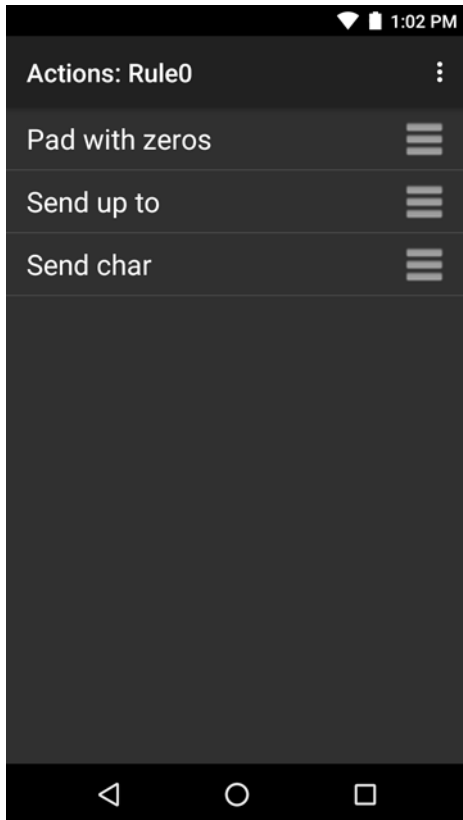 1:02 PM
Actions: Rule0
Pad with zeros
Send up to
Send char